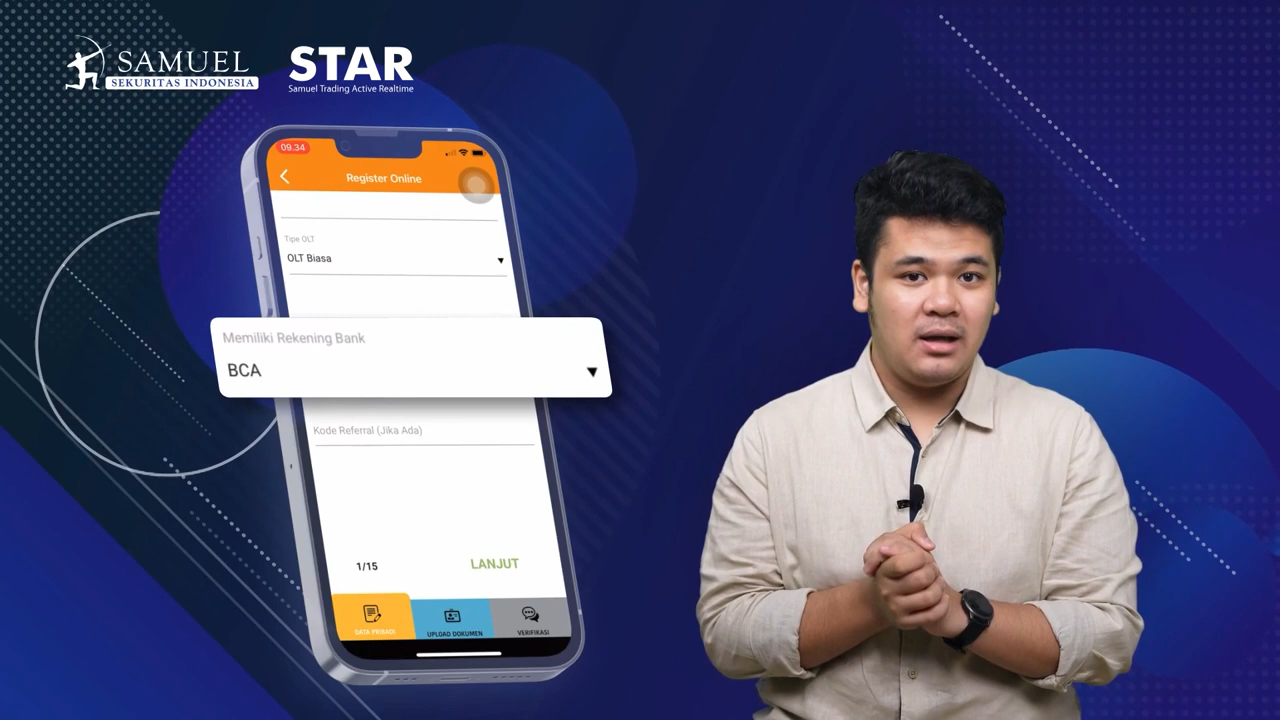 SAMUEL
SEKURITAS INDONESIA
STAR
Samuel Trading Active Realtime
09.34
Register Online
Tipe OLT
OLT Biasa
Memiliki Rekening Bank
BCA
Kode Referral (Jika Ada)
1/15
LANJUT
DATA PRIBADI
UPLOAD DOKUMEN
VERIFIKASI